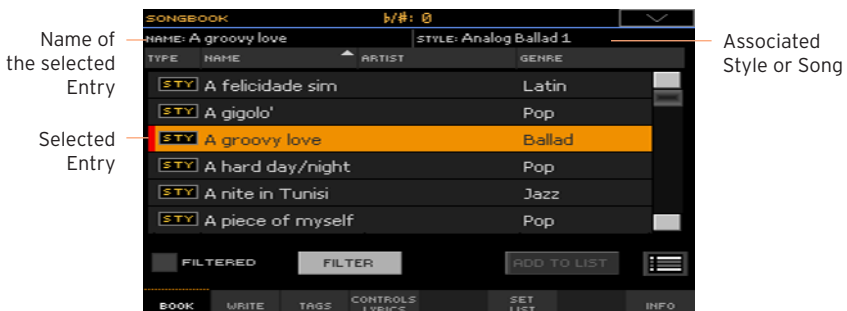 SONGBOOK ♭/#: 0
Name of the selected Entry
NAME: A groovy love STYLE: Analog Ballad 1
Associated Style or Song
TYPE NAME ARTIST GENRE
STY A felicidade sim Latin
STY A gigolo' Pop
Selected Entry
STY A groovy love Ballad
STY A hard day/night Pop
STY A nite in Tunisi Jazz
STY A piece of myself Pop
FILTERED FILTER ADD TO LIST
BOOK WRITE TAGS CONTROLS LYRICS SET LIST INFO